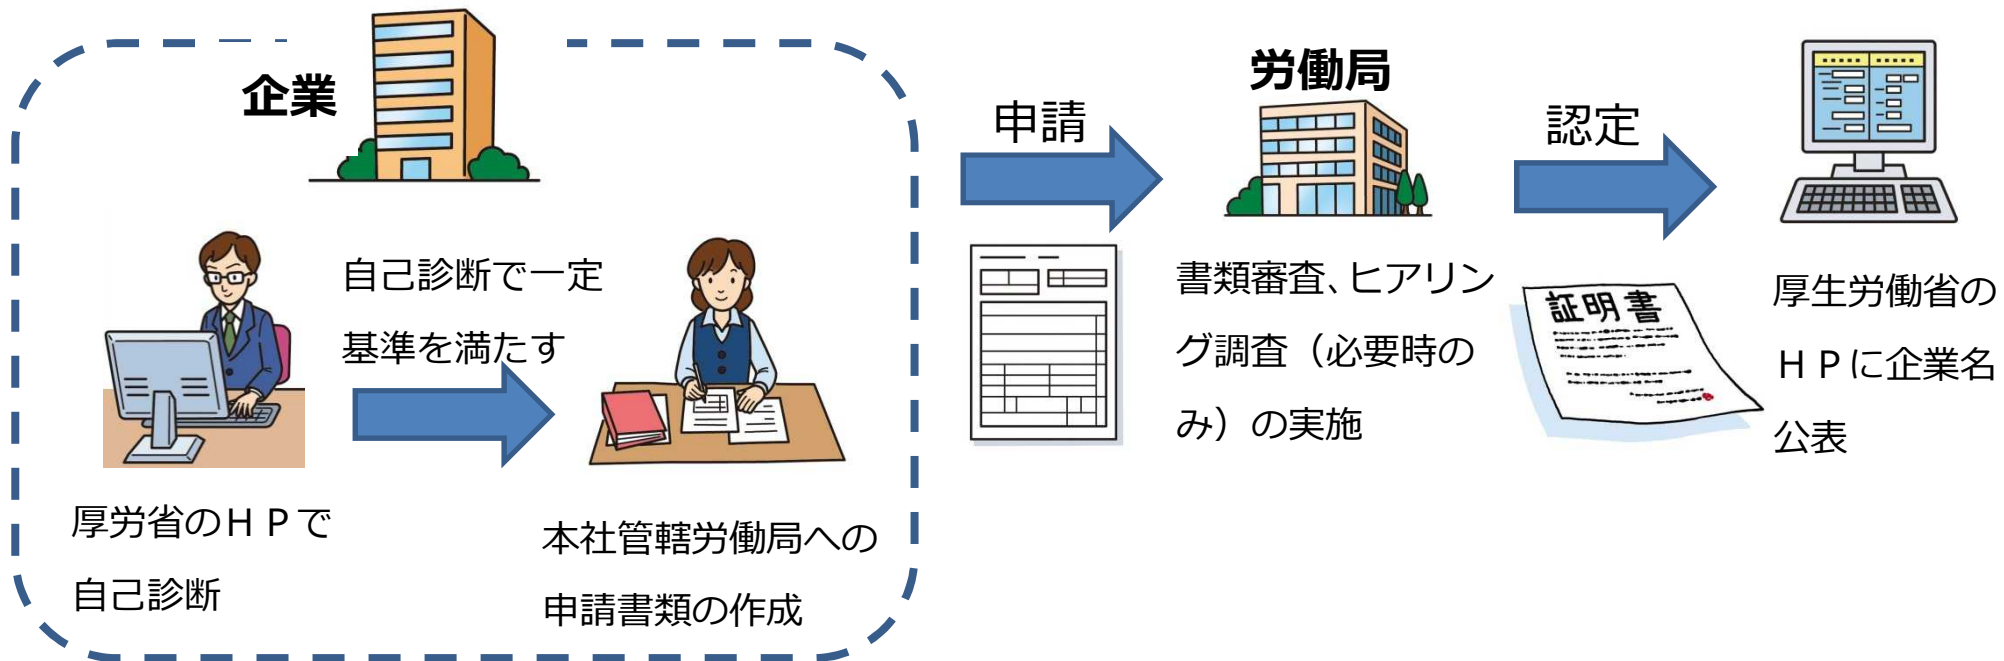 企業
厚労省のＨＰで
自己診断
自己診断で一定
基準を満たす
本社管轄労働局への
申請書類の作成
申請
労働局
書類審査、ヒアリン
グ調査（必要時の
み）の実施
認定
証明書
厚生労働省の
ＨＰに企業名
公表